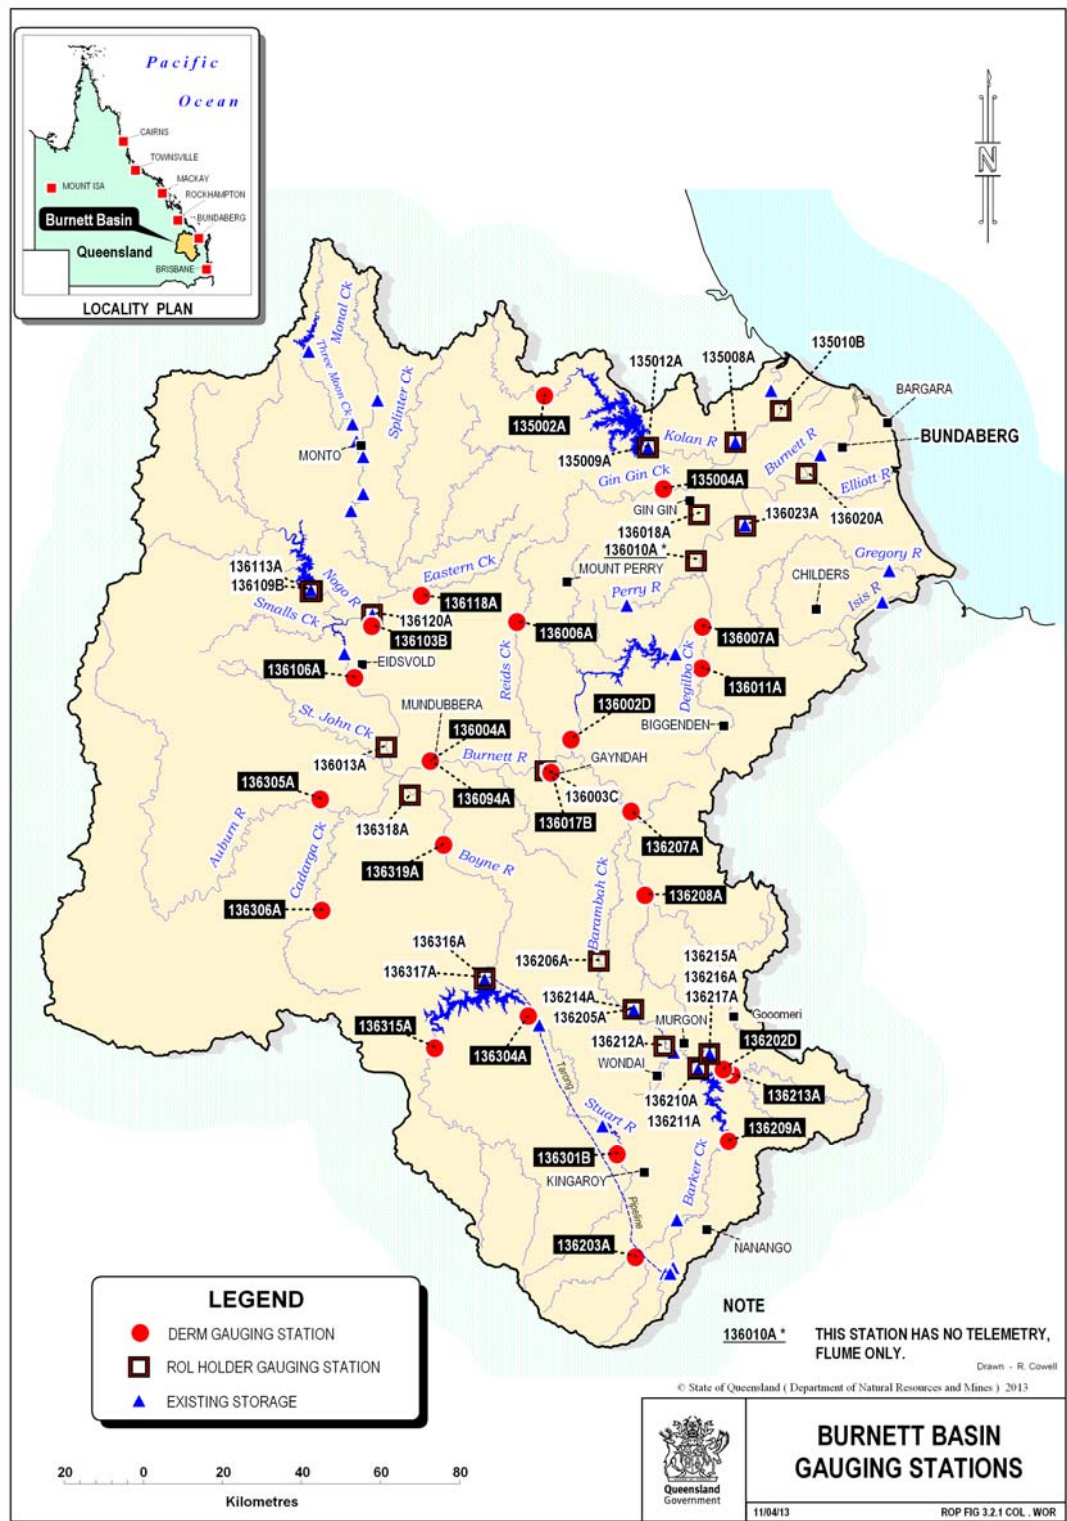 Pacific
Ocean
CAIRNS
TOWNSVILLE
MOUNT ISA
MACKAY
ROCKHAMPTON
Burnett Basin
BUNDABERG
Queensland
BRISBANE
LOCALITY PLAN
N
Monal Ck
Three Moon Ck
Splinter Ck
MONTO
135002A
135012A
135008A
135010B
BARGARA
Kolan R
BUNDABERG
135009A
Burnett R
Gin Gin Ck
135004A
Elliott R
GIN GIN
136018A
136023A
136020A
136010A *
MOUNT PERRY
Gregory R
136113A
136109B
Nogo R
Eastern Ck
CHILDERS
Perry R
Isis R
Smalls Ck
136118A
136120A
136103B
136006A
136007A
EIDSVOLD
136106A
Reids Ck
Degilbo Ck
136011A
MUNDUBBERA
St. John Ck
136002D
BIGGENDEN
136004A
Burnett R
GAYNDAH
136013A
136305A
136094A
136003C
136017B
Auburn R
136318A
136207A
Cadarga Ck
136319A
Boyne R
136306A
Barambah Ck
136208A
136316A
136317A
136206A
136215A
136216A
136217A
136214A
136205A
Gooomeri
136315A
136304A
136212A
MURGON
136202D
WONDAI
Tarong
136210A
136211A
136213A
Stuart R
136209A
136301B
KINGAROY
Barker Ck
Pipeline
136203A
NANANGO
LEGEND
DERM GAUGING STATION
ROL HOLDER GAUGING STATION
EXISTING STORAGE
NOTE
136010A * THIS STATION HAS NO TELEMETRY,
FLUME ONLY.
Drawn - R. Cowell
© State of Queensland ( Department of Natural Resources and Mines ) 2013
20 0 20 40 60 80
Kilometres
Queensland
Government
BURNETT BASIN
GAUGING STATIONS
11/04/13 ROP FIG 3.2.1 COL . WOR